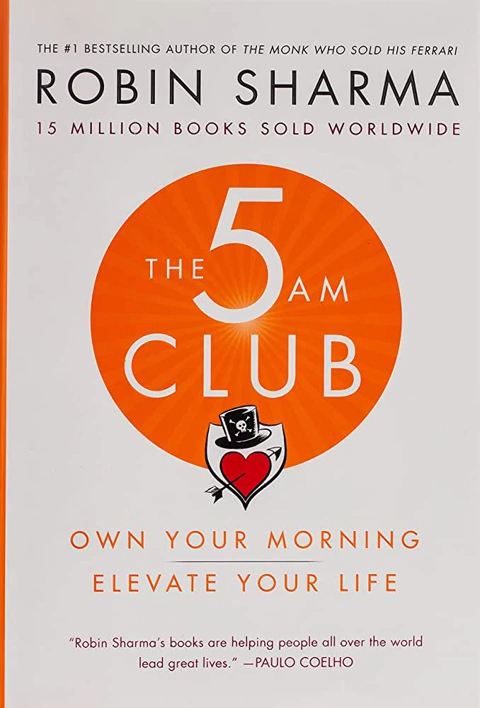 THE #1 BESTSELLING AUTHOR OF THE MONK WHO SOLD HIS FERRARI
ROBIN SHARMA
15 MILLION BOOKS SOLD WORLDWIDE
THE 5 AM
CLUB
OWN YOUR MORNING
ELEVATE YOUR LIFE
“Robin Sharma’s books are helping people all over the world
lead great lives.” —PAULO COELHO